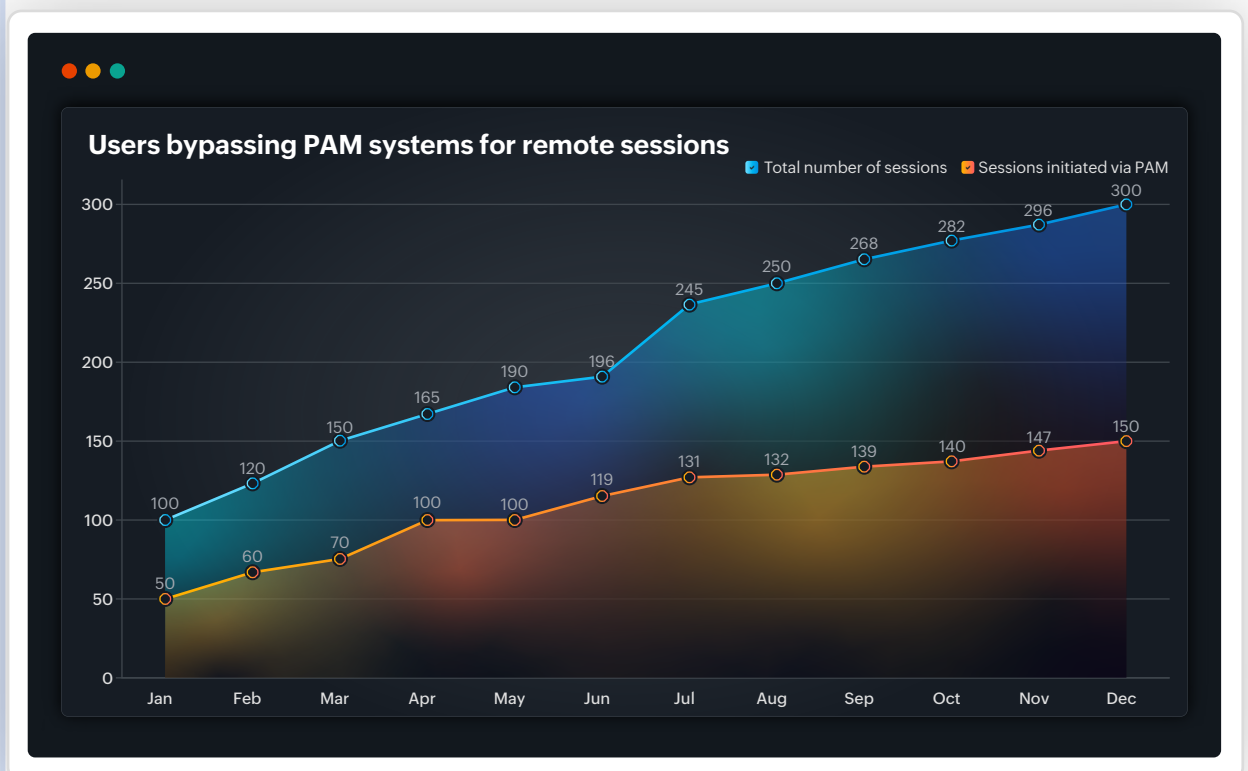 Users bypassing PAM systems for remote sessions
Total number of sessions Sessions initiated via PAM
300
250
200
150
100
50
0
100 120 150 165 190 196 245 250 268 282 296 300
50 60 70 100 100 119 131 132 139 140 147 150
Jan Feb Mar Apr May Jun Jul Aug Sep Oct Nov Dec